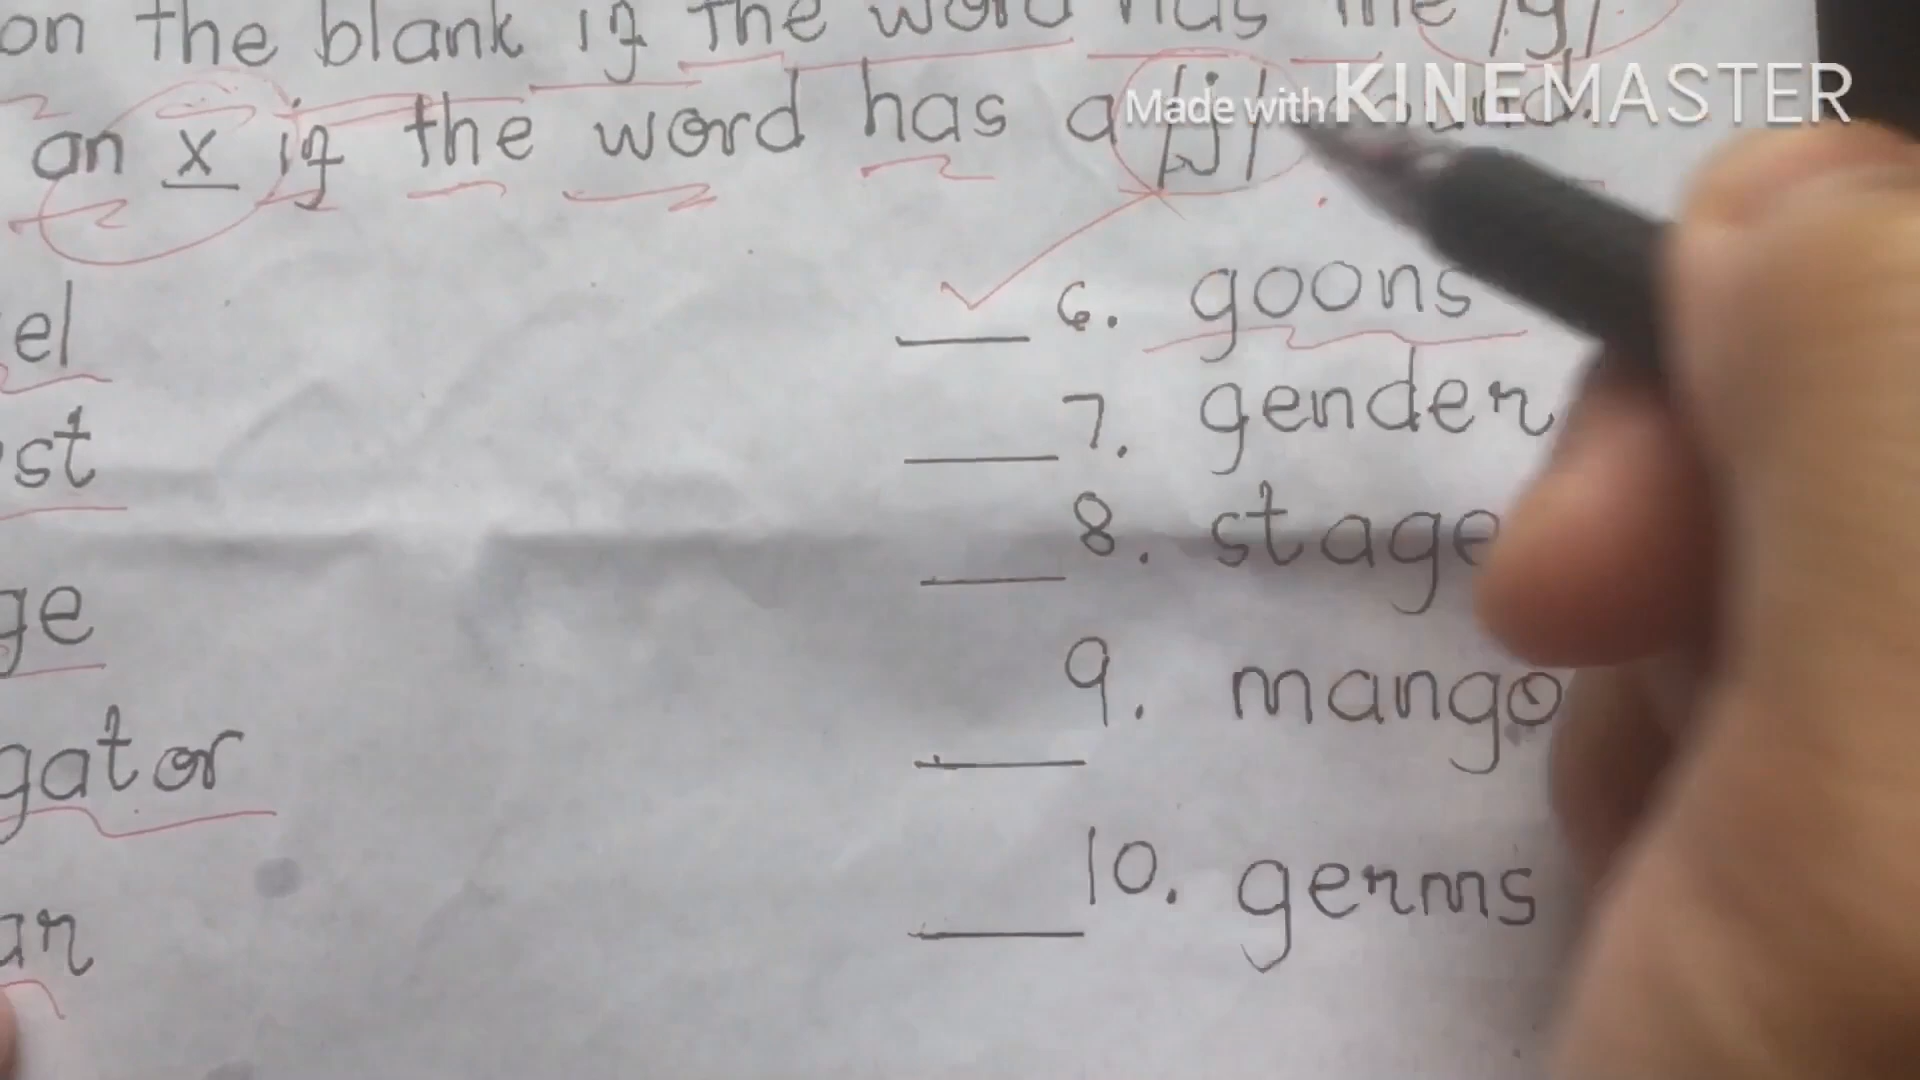 on the blank if the word has the /g/
an x if the word has a /j/ sound.
Made with KINEMASTER
el
st
ge
gator
ar
6. goons
7. gender
8. stage
9. mango
10. germs